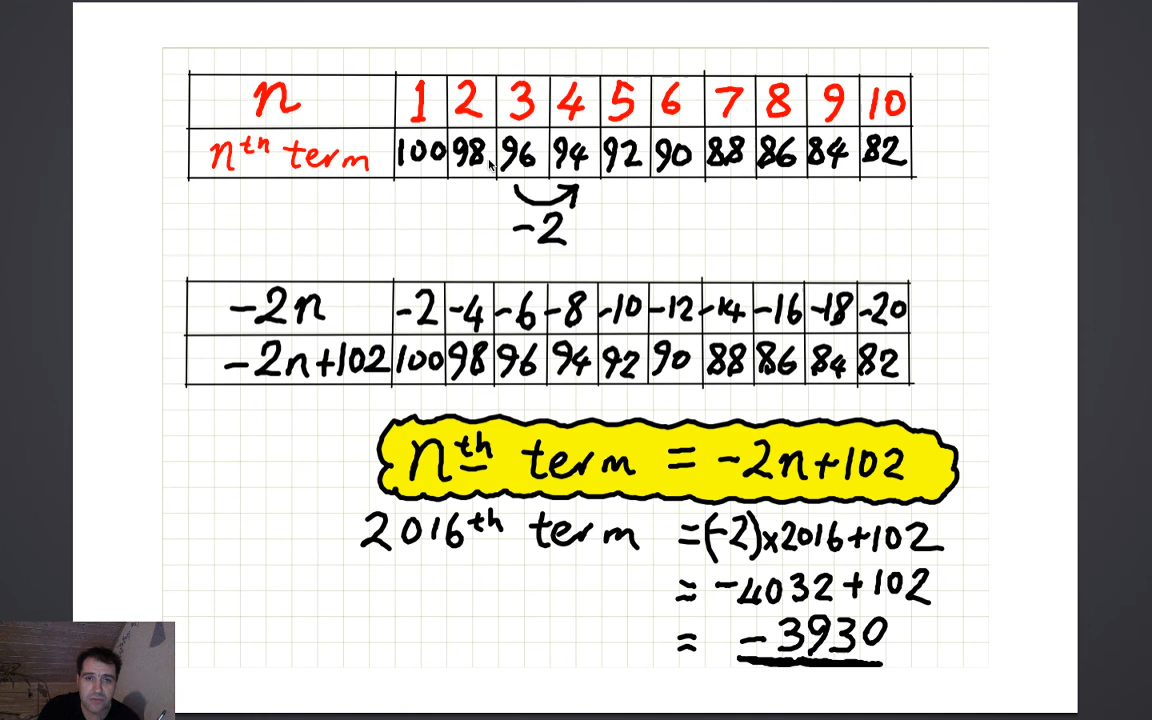 n 1 2 3 4 5 6 7 8 9 10
nth term 100 98 96 94 92 90 88 86 84 82
-2
-2n -2 -4 -6 -8 -10 -12 -14 -16 -18 -20
-2n+102 100 98 96 94 92 90 88 86 84 82
nth term = -2n+102
2016th term =(-2)×2016+102
= -4032+102
= -3930